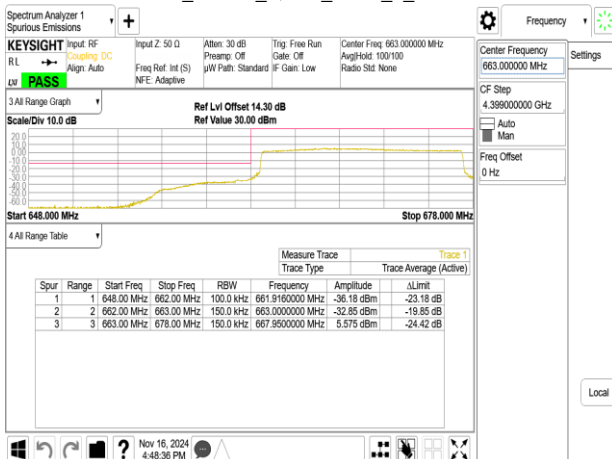 Spectrum Analyzer 1
Spurious Emissions
Frequency
KEYSIGHT
Input: RF
Coupling: DC
Align: Auto
Input Z: 50 Ω
Freq Ref: Int (S)
NFE: Adaptive
Atten: 30 dB
Preamp: Off
µW Path: Standard
Trig: Free Run
Gate: Off
IF Gain: Low
Center Freq: 663.000000 MHz
Avg|Hold: 100/100
Radio Std: None
RL
PASS
Center Frequency
663.000000 MHz
Settings
CF Step
4.399000000 GHz
Auto
Man
Freq Offset
0 Hz
3 All Range Graph
Scale/Div 10.0 dB
Ref Lvl Offset 14.30 dB
Ref Value 30.00 dBm
20.0
10.0
0.00
-10.0
-20.0
-30.0
-40.0
-50.0
-60.0
Start 648.000 MHz
Stop 678.000 MHz
4 All Range Table
Measure Trace Trace 1
Trace Type Trace Average (Active)
Spur Range Start Freq Stop Freq RBW Frequency Amplitude ΔLimit
1 1 648.00 MHz 662.00 MHz 100.0 kHz 661.9160000 MHz -36.18 dBm -23.18 dB
2 2 662.00 MHz 663.00 MHz 150.0 kHz 663.0000000 MHz -32.85 dBm -19.85 dB
3 3 663.00 MHz 678.00 MHz 150.0 kHz 667.9500000 MHz 5.575 dBm -24.42 dB
Local
Nov 16, 2024
4:48:36 PM